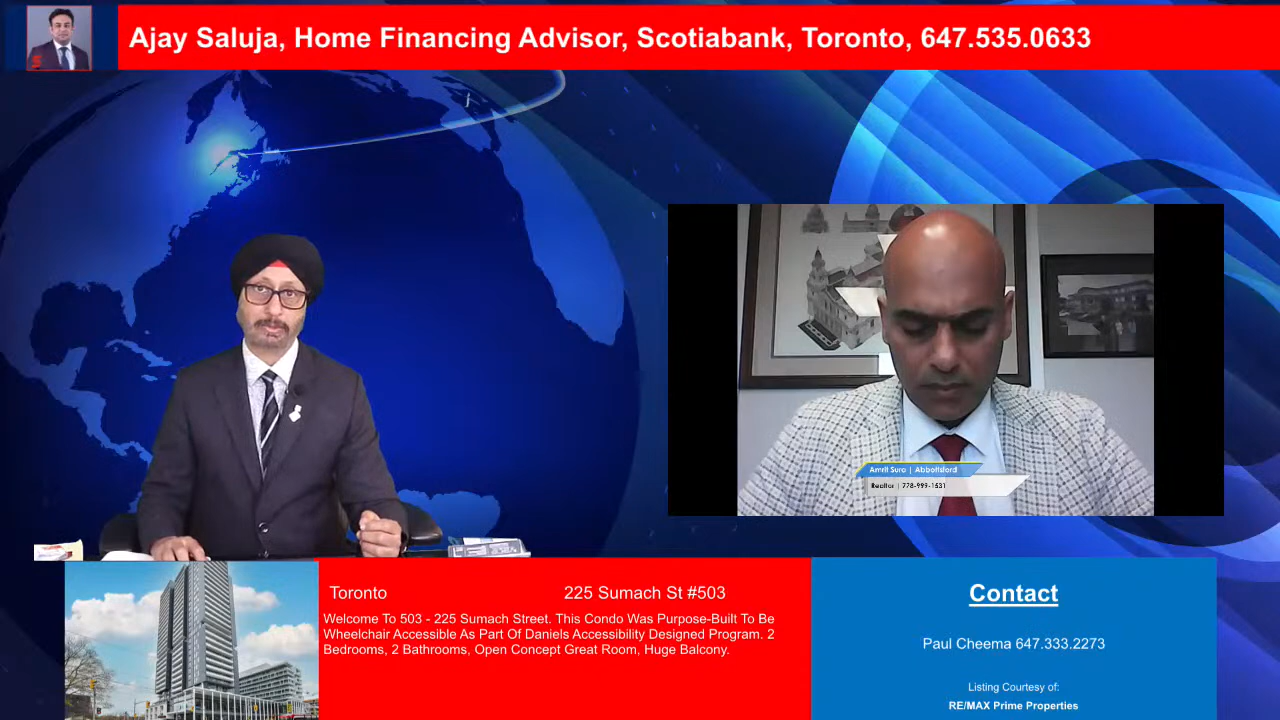 Ajay Saluja, Home Financing Advisor, Scotiabank, Toronto, 647.535.0633
Amrit Sura | Abbottsford
Realtor | 778-999-1531
Toronto
225 Sumach St #503
Welcome To 503 - 225 Sumach Street. This Condo Was Purpose-Built To Be
Wheelchair Accessible As Part Of Daniels Accessibility Designed Program. 2
Bedrooms, 2 Bathrooms, Open Concept Great Room, Huge Balcony.
Contact
Paul Cheema 647.333.2273
Listing Courtesy of:
RE/MAX Prime Properties